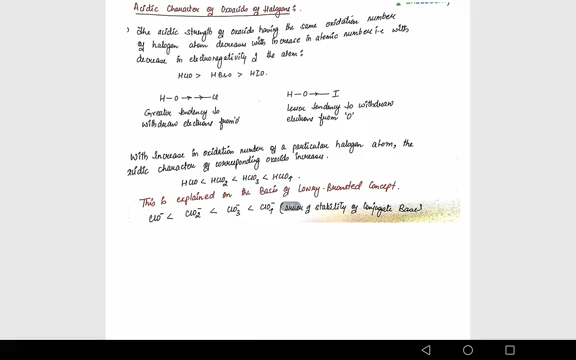 Acidic Character of Oxoacids of Halogens:
) The acidic strength of oxoacids having the same oxidation number
of halogen atom decreases with increase in atomic number i.e with
decrease in electronegativity of the atom:
HClO > HBrO > HIO.
H-O→→Cl H-O→I
Greater tendency to Lesser tendency to withdraw
withdraw electrons from 'O' electrons from 'O'
With Increase in oxidation number of a particular halogen atom, the
acidic character of corresponding oxoacids increases.
HClO < HClO2 < HClO3 < HClO4.
This is explained on the Basis of Lowry-Bronsted Concept.
ClO- < ClO2- < ClO3- < ClO4- ( of stability of Conjugate Base)